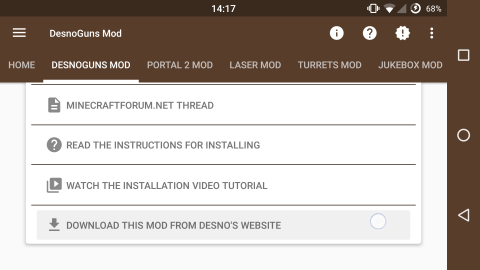 14:17
68%
DesnoGuns Mod
HOME DESNOGUNS MOD PORTAL 2 MOD LASER MOD TURRETS MOD JUKEBOX MOD
MINECRAFTFORUM.NET THREAD
READ THE INSTRUCTIONS FOR INSTALLING
WATCH THE INSTALLATION VIDEO TUTORIAL
DOWNLOAD THIS MOD FROM DESNO'S WEBSITE